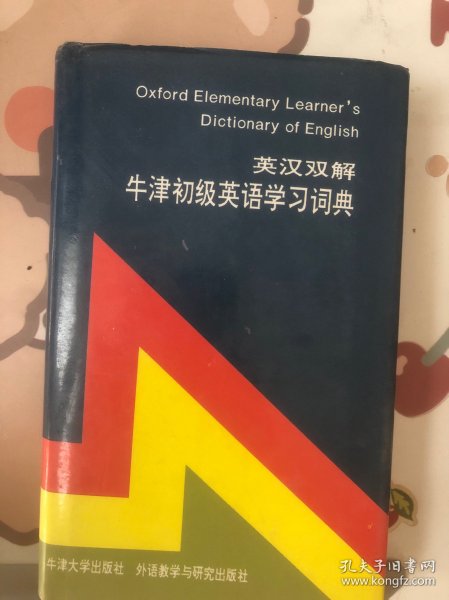 Oxford Elementary Learner's
Dictionary of English
英汉双解
牛津初级英语学习词典
牛津大学出版社 外语教学与研究出版社
孔夫子旧书网
www.kongfz.com